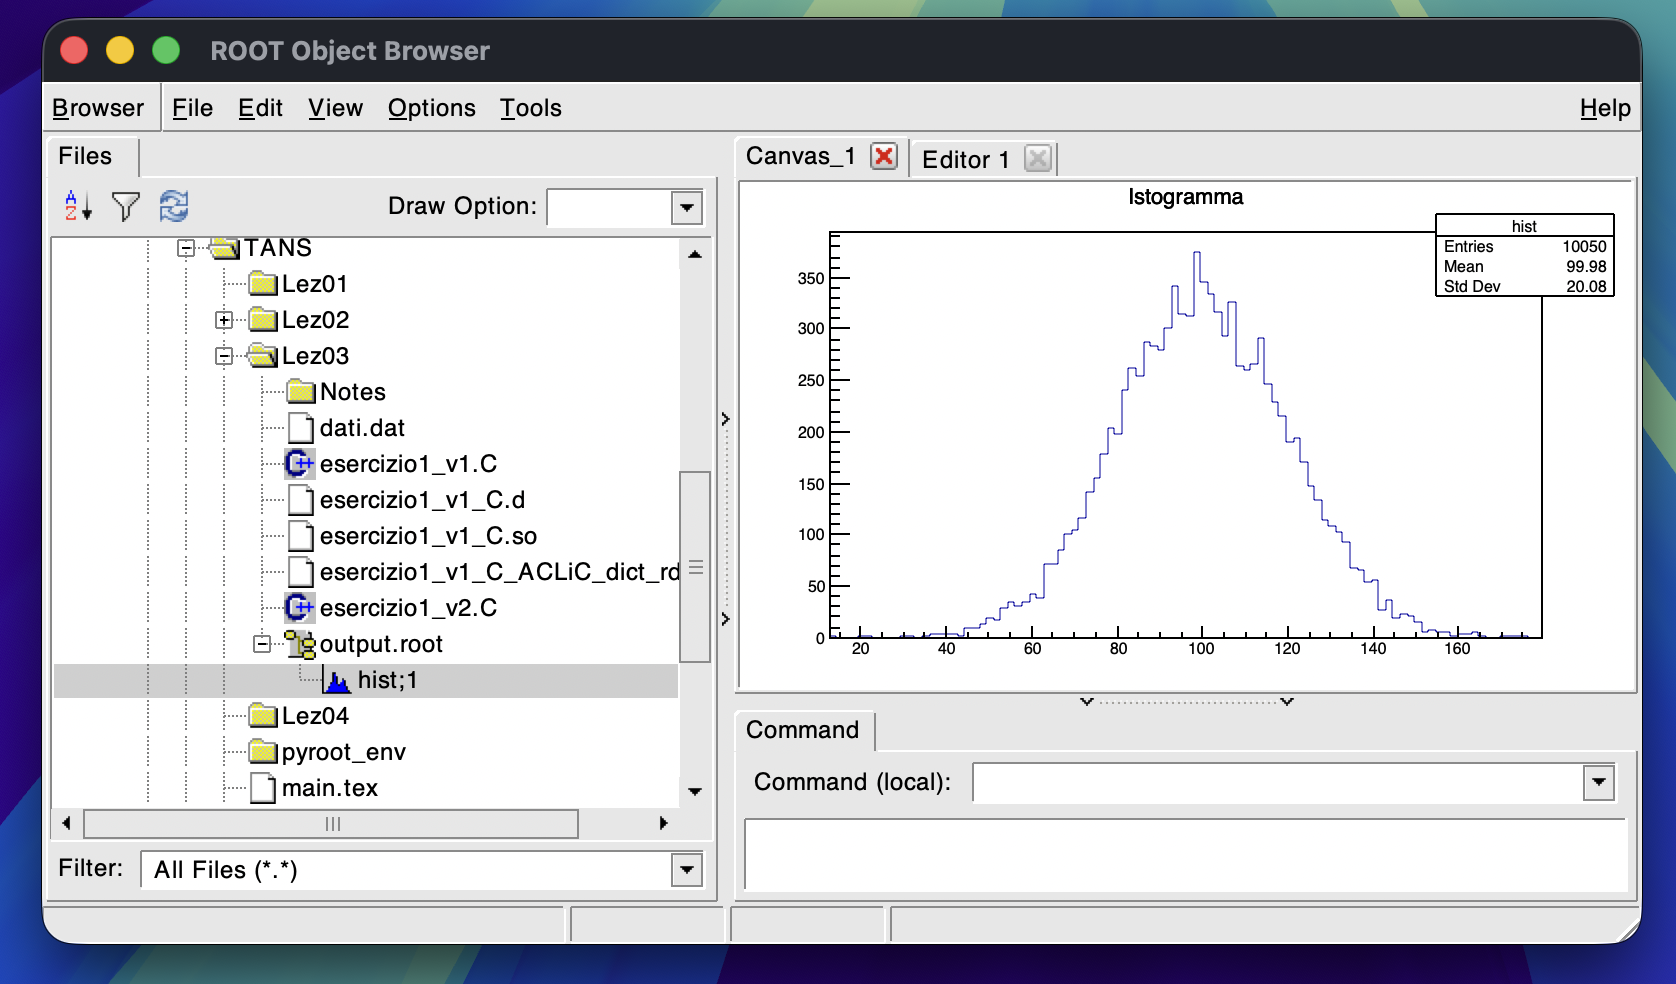 ROOT Object Browser
Browser File Edit View Options Tools Help
Files
Draw Option:
TANS
Lez01
Lez02
Lez03
Notes
dati.dat
esercizio1_v1.C
esercizio1_v1_C.d
esercizio1_v1_C.so
esercizio1_v1_C_ACLiC_dict_rd
esercizio1_v2.C
output.root
hist;1
Lez04
pyroot_env
main.tex
Filter: All Files (*.*)
Canvas_1 Editor 1
Istogramma
hist
Entries 10050
Mean 99.98
Std Dev 20.08
350
300
250
200
150
100
50
0
20 40 60 80 100 120 140 160
Command
Command (local):